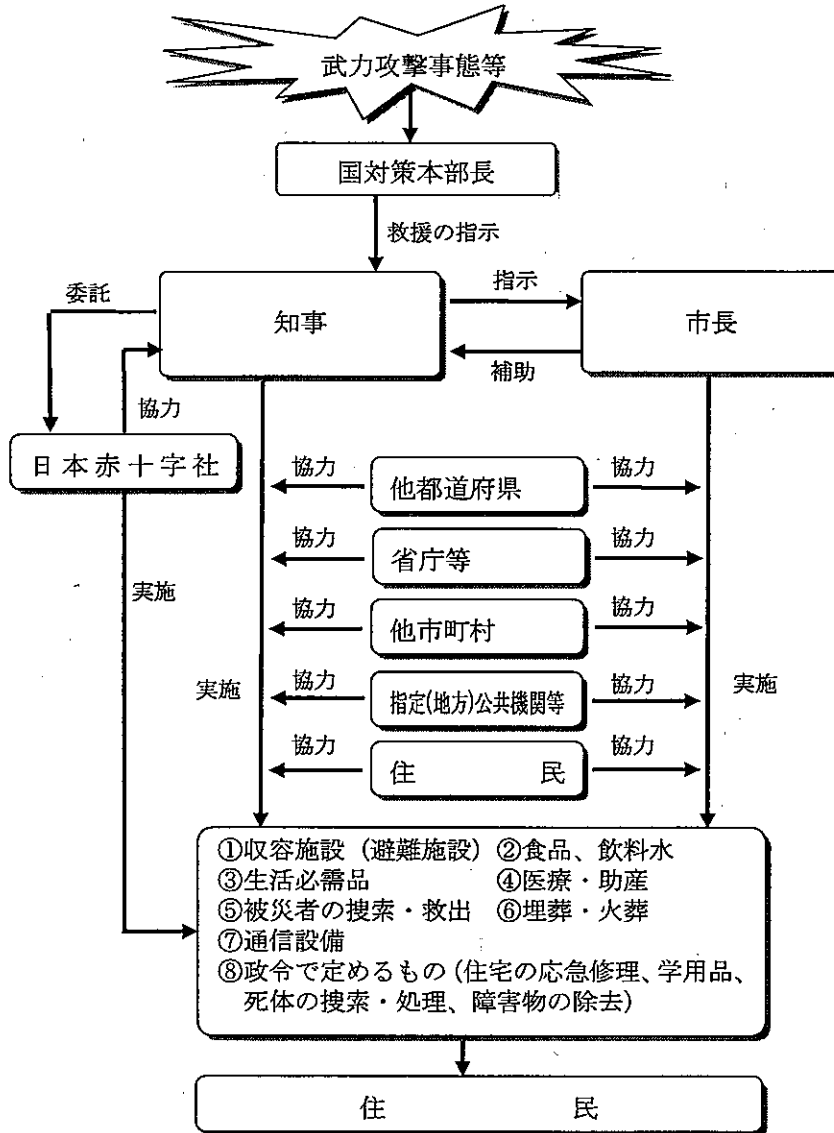 武力攻撃事態等
国対策本部長
救援の指示
知事
指示
市長
補助
委託
協力
日本赤十字社
協力 他都道府県 協力
協力 省庁等 協力
協力 他市町村 協力
協力 指定(地方)公共機関等 協力
協力 住民 協力
実施
実施
実施
①収容施設(避難施設) ②食品、飲料水
③生活必需品 ④医療・助産
⑤被災者の捜索・救出 ⑥埋葬・火葬
⑦通信設備
⑧政令で定めるもの(住宅の応急修理、学用品、
死体の捜索・処理、障害物の除去)
住民